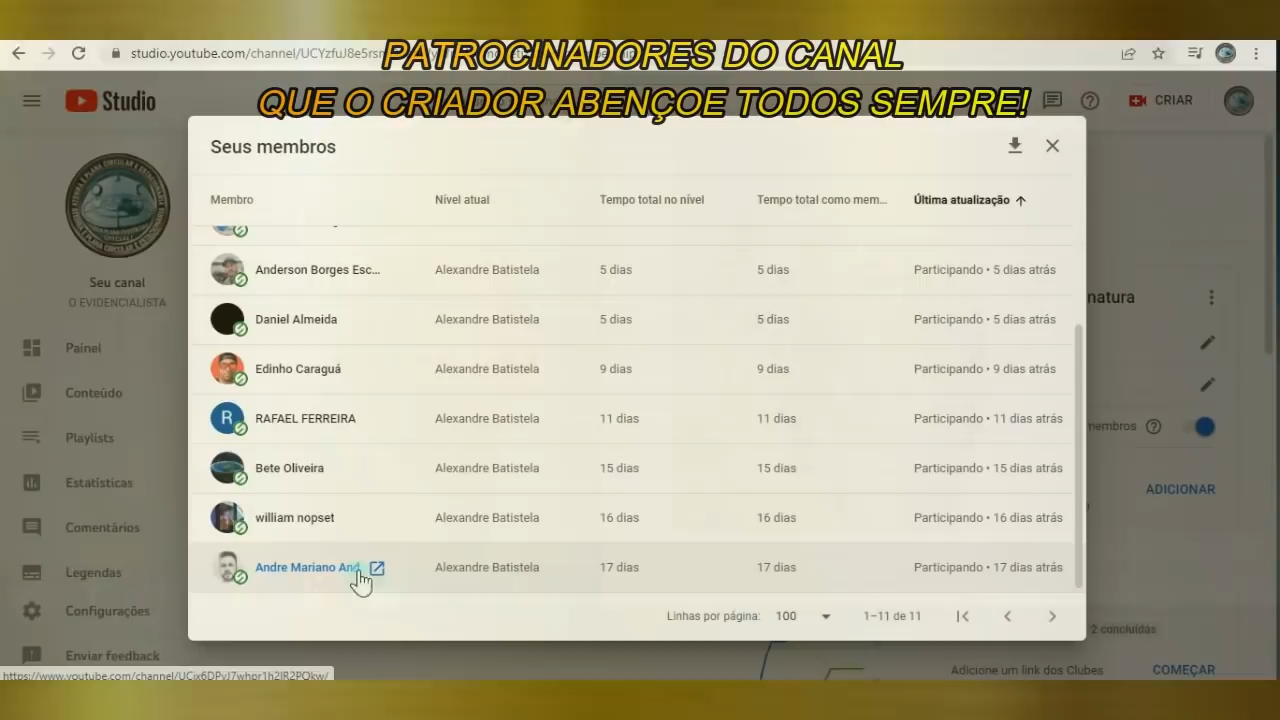 studio.youtube.com/channel/UCYzfuJ8e5rs
PATROCINADORES DO CANAL
QUE O CRIADOR ABENÇOE TODOS SEMPRE!
Studio
CRIAR
Seus membros
Membro Nível atual Tempo total no nível Tempo total como mem... Última atualização
Anderson Borges Esc... Alexandre Batistela 5 dias 5 dias Participando • 5 dias atrás
Daniel Almeida Alexandre Batistela 5 dias 5 dias Participando • 5 dias atrás
Edinho Caraguá Alexandre Batistela 9 dias 9 dias Participando • 9 dias atrás
R RAFAEL FERREIRA Alexandre Batistela 11 dias 11 dias Participando • 11 dias atrás
Bete Oliveira Alexandre Batistela 15 dias 15 dias Participando • 15 dias atrás
william nopset Alexandre Batistela 16 dias 16 dias Participando • 16 dias atrás
Andre Mariano And Alexandre Batistela 17 dias 17 dias Participando • 17 dias atrás
Linhas por página: 100 1–11 de 11
Seu canal
O EVIDENCIALISTA
Painel
Conteúdo
Playlists
Estatísticas
Comentários
Legendas
Configurações
Enviar feedback
natura
membros
ADICIONAR
2 concluídas
Adicione um link dos Clubes COMEÇAR